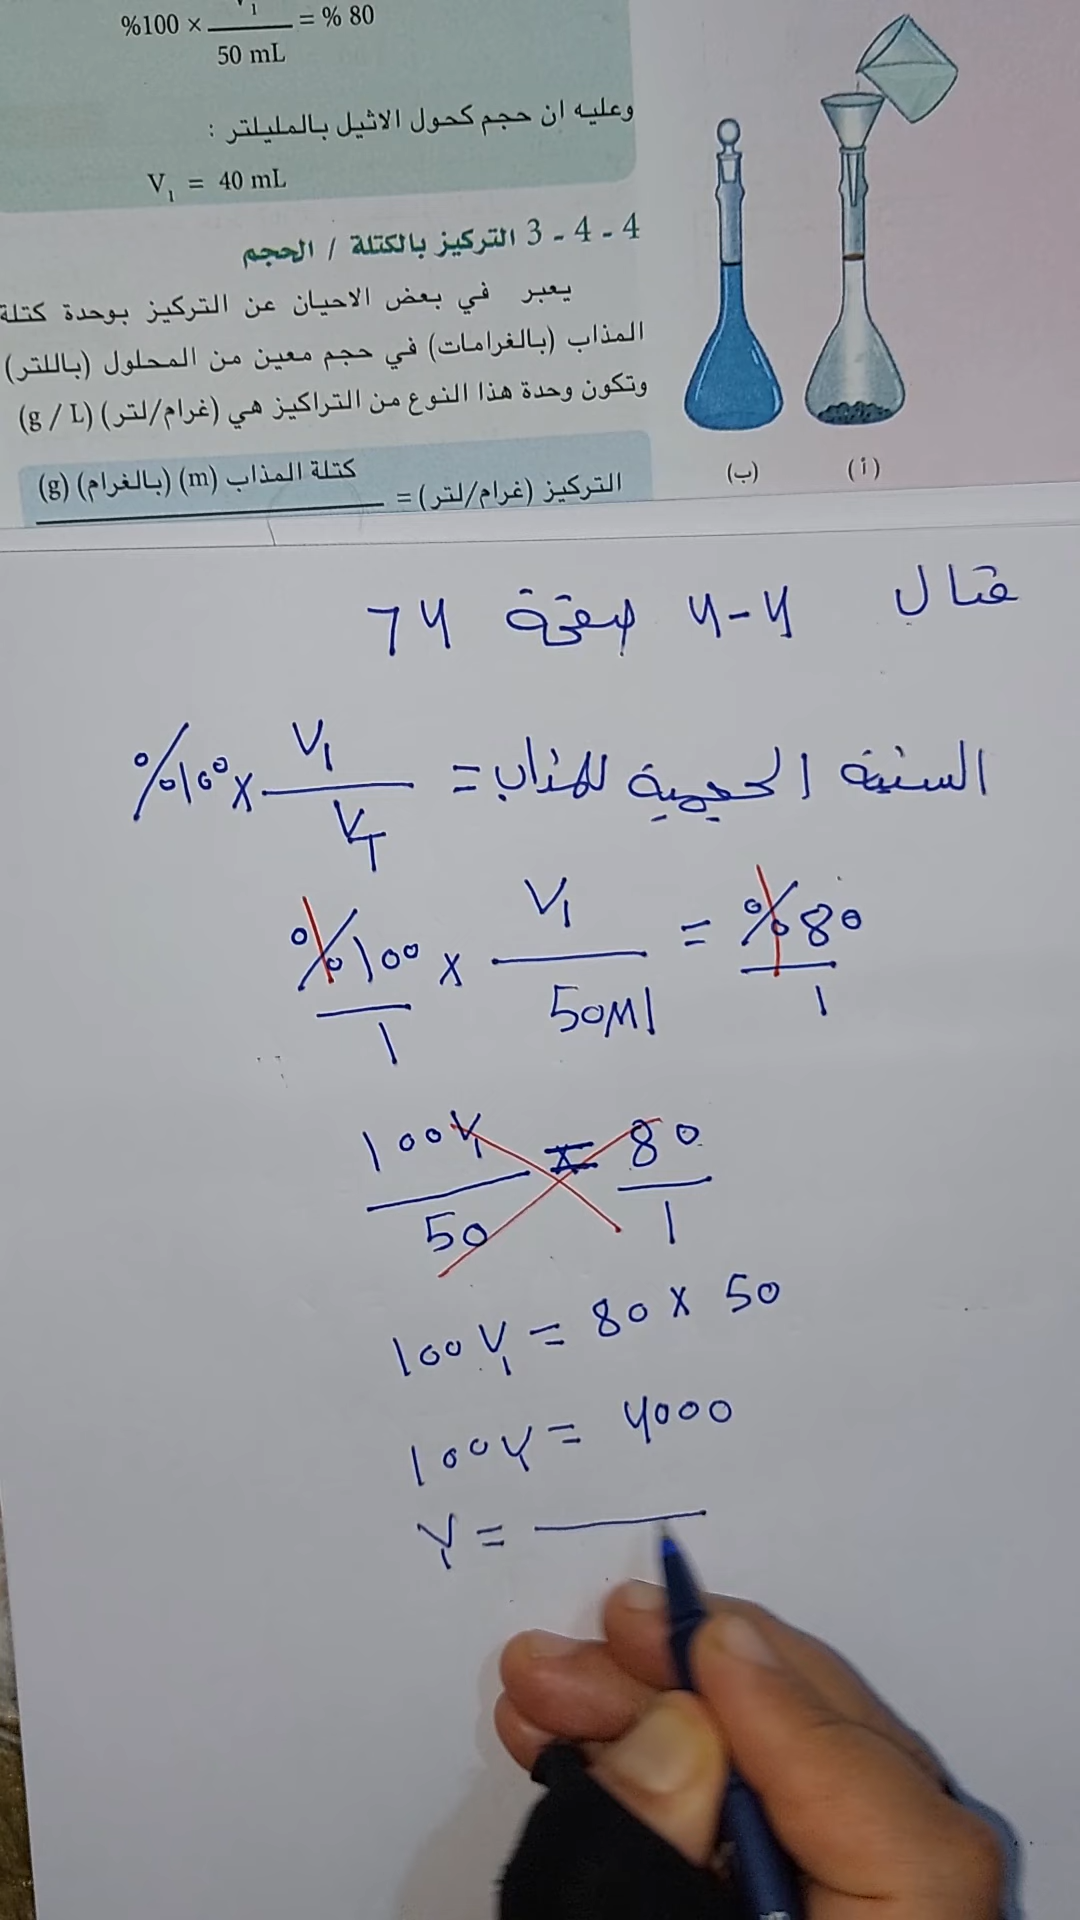 %100 × V₁ / 50 mL = % 80
وعليه ان حجم كحول الاثيل بالمليلتر :
V₁ = 40 mL
4 - 4 - 3 التركيز بالكتلة / الحجم
يعبر في بعض الاحيان عن التركيز بوحدة كتلة
المذاب (بالغرامات) في حجم معين من المحلول (باللتر)
وتكون وحدة هذا النوع من التراكيز هي (غرام/لتر) (g / L)
التركيز (غرام/لتر) = كتلة المذاب (m) (بالغرام) (g)
(أ)
(ب)
مثال 4-4 صفحة 74
النسبة الحجمية للمذاب = V₁ / V_T × %100
%100 / 1 × V₁ / 50Ml = %80 / 1
100V₁ / 50 = 80 / 1
100V₁ = 80 × 50
100V₁ = 4000
V₁ =